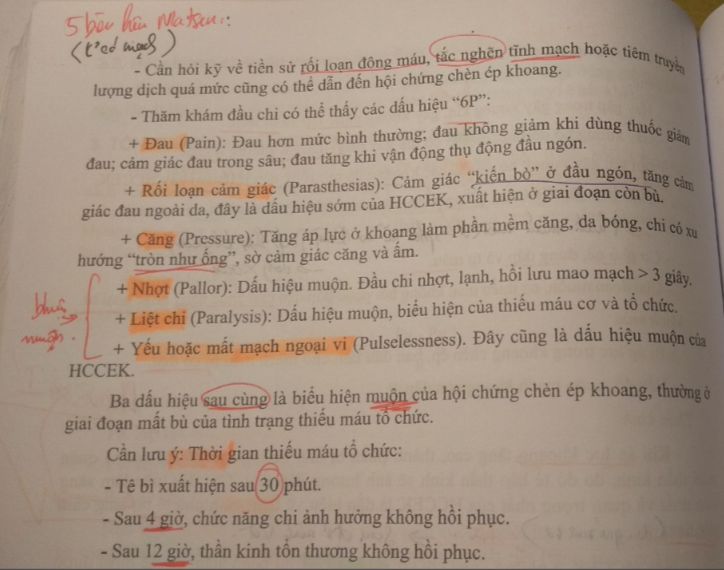 5 bốn hiệu Matsen:
(t' có mạch)
- Cần hỏi kỹ về tiền sử rối loạn đông máu, tắc nghẽn tĩnh mạch hoặc tiêm truyền
lượng dịch quá mức cũng có thể dẫn đến hội chứng chèn ép khoang.
- Thăm khám đầu chi có thể thấy các dấu hiệu “6P”:
+ Đau (Pain): Đau hơn mức bình thường; đau không giảm khi dùng thuốc giảm
đau; cảm giác đau trong sâu; đau tăng khi vận động thụ động đầu ngón.
+ Rối loạn cảm giác (Parasthesias): Cảm giác “kiến bò” ở đầu ngón, tăng cảm
giác đau ngoài da, đây là dấu hiệu sớm của HCCEK, xuất hiện ở giai đoạn còn bù.
+ Căng (Pressure): Tăng áp lực ở khoang làm phần mềm căng, da bóng, chi có xu
hướng “tròn như ống”, sờ cảm giác căng và ấm.
+ Nhợt (Pallor): Dấu hiệu muộn. Đầu chi nhợt, lạnh, hồi lưu mao mạch > 3 giây.
+ Liệt chi (Paralysis): Dấu hiệu muộn, biểu hiện của thiếu máu cơ và tổ chức.
muộn.
+ Yếu hoặc mất mạch ngoại vi (Pulselessness). Đây cũng là dấu hiệu muộn của
HCCEK.
Ba dấu hiệu sau cùng là biểu hiện muộn của hội chứng chèn ép khoang, thường ở
giai đoạn mất bù của tình trạng thiếu máu tổ chức.
Cần lưu ý: Thời gian thiếu máu tổ chức:
- Tê bì xuất hiện sau 30 phút.
- Sau 4 giờ, chức năng chi ảnh hưởng không hồi phục.
- Sau 12 giờ, thần kinh tổn thương không hồi phục.